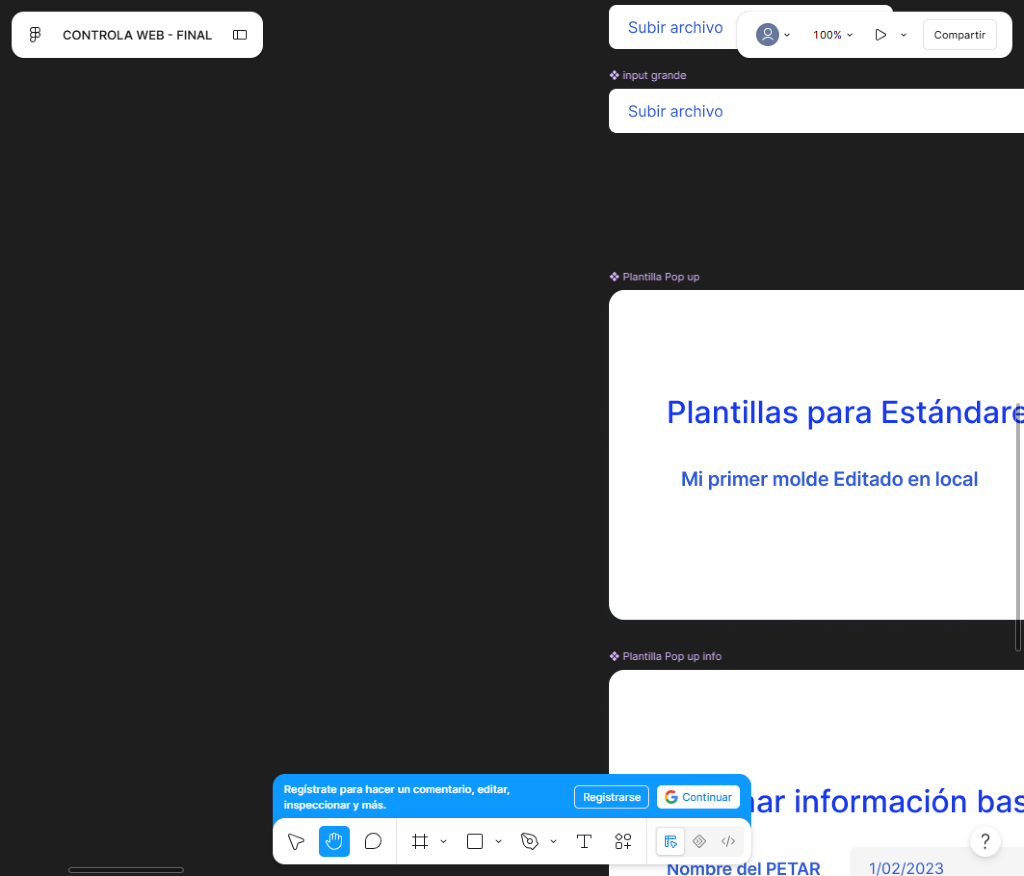 CONTROLA WEB - FINAL
Subir archivo
100%
Compartir
input grande
Subir archivo
Plantilla Pop up
Plantillas para Estándare
Mi primer molde Editado en local
Plantilla Pop up info
Regístrate para hacer un comentario, editar,
inspeccionar y más.
Registrarse
Continuar
nar información bas
Nombre del PETAR
1/02/2023
?